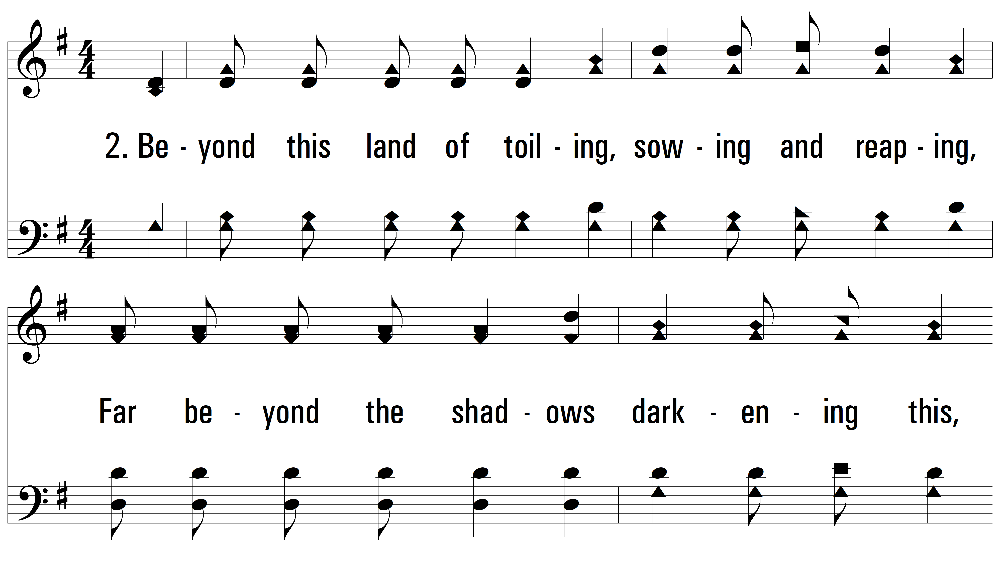 2. Be - yond this land of toil - ing, sow - ing and reap - ing,
Far be - yond the shad - ows dark - en - ing this,